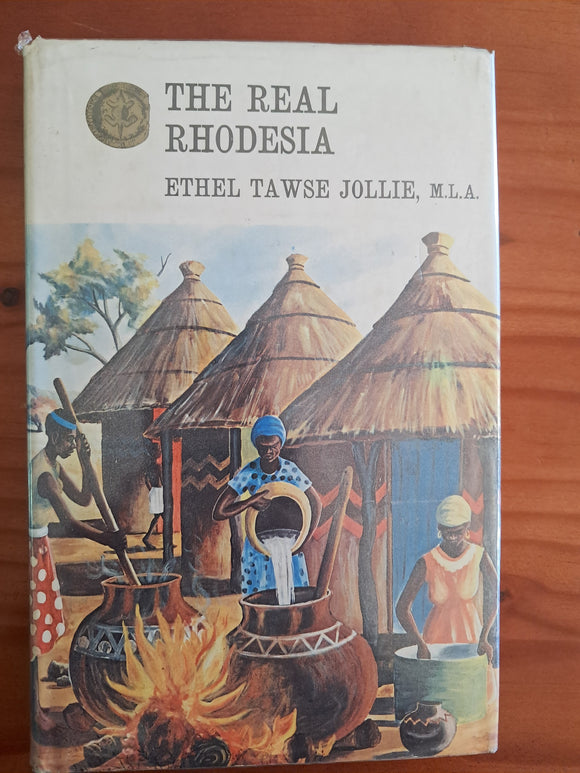 THE REAL
RHODESIA
ETHEL TAWSE JOLLIE, M.L.A.